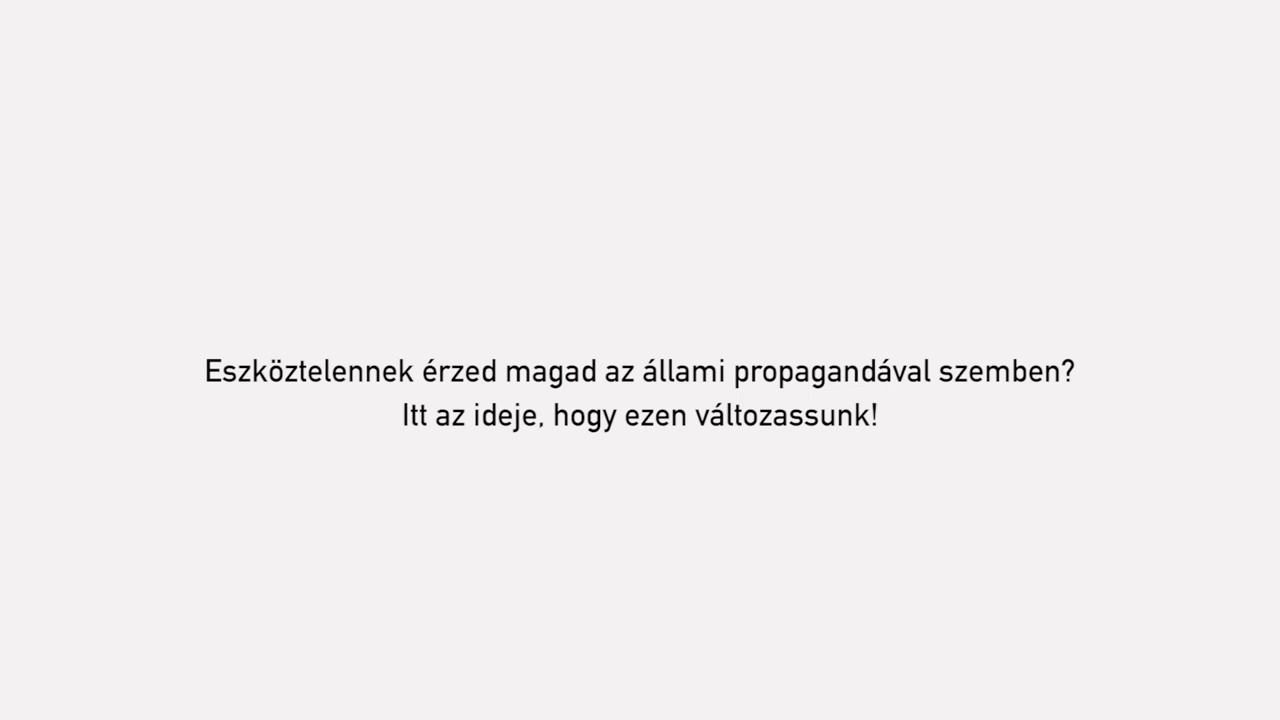 Eszköztelennek érzed magad az állami propagandával szemben?
Itt az ideje, hogy ezen változassunk!